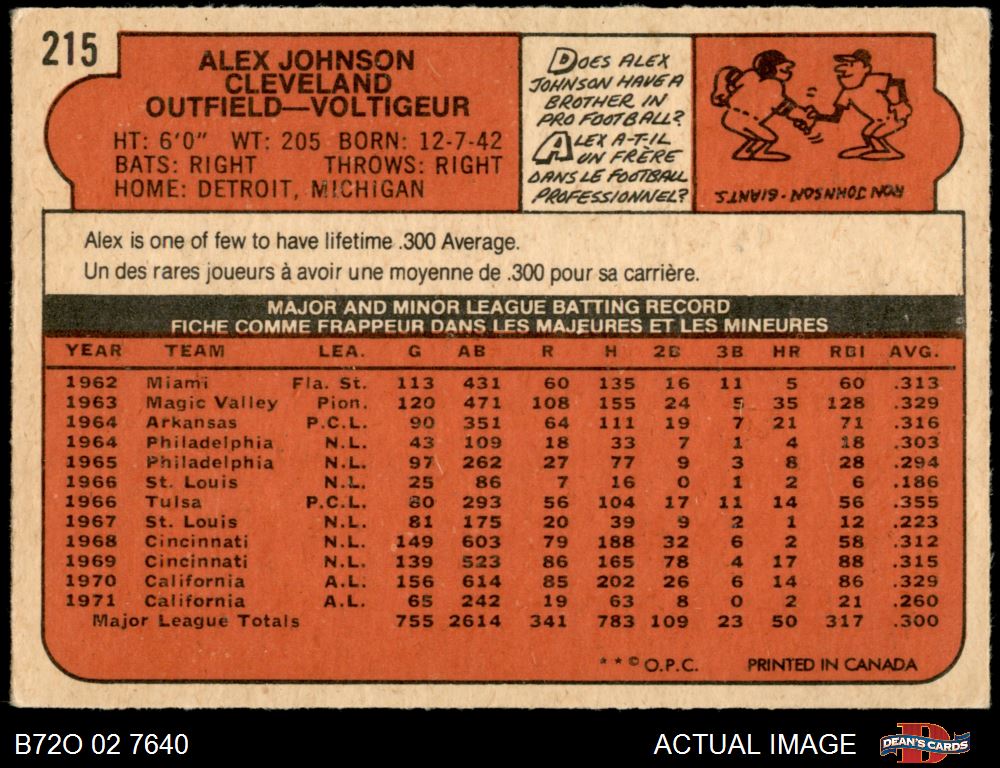 215
ALEX JOHNSON
CLEVELAND
OUTFIELD—VOLTIGEUR
HT: 6'0" WT: 205 BORN: 12-7-42
BATS: RIGHT THROWS: RIGHT
HOME: DETROIT, MICHIGAN
DOES ALEX
JOHNSON HAVE A
BROTHER IN
PRO FOOTBALL?
ALEX A-T-IL
UN FRÈRE
DANS LE FOOTBALL
PROFESSIONNEL?
RON JOHNSON - GIANTS
Alex is one of few to have lifetime .300 Average.
Un des rares joueurs à avoir une moyenne de .300 pour sa carrière.
MAJOR AND MINOR LEAGUE BATTING RECORD
FICHE COMME FRAPPEUR DANS LES MAJEURES ET LES MINEURES
YEAR TEAM LEA. G AB R H 2B 3B HR RBI AVG.
1962 Miami Fla. St. 113 431 60 135 16 11 5 60 .313
1963 Magic Valley Pion. 120 471 108 155 24 5 35 128 .329
1964 Arkansas P.C.L. 90 351 64 111 19 7 21 71 .316
1964 Philadelphia N.L. 43 109 18 33 7 1 4 18 .303
1965 Philadelphia N.L. 97 262 27 77 9 3 8 28 .294
1966 St. Louis N.L. 25 86 7 16 0 1 2 6 .186
1966 Tulsa P.C.L. 80 293 56 104 17 11 14 56 .355
1967 St. Louis N.L. 81 175 20 39 9 2 1 12 .223
1968 Cincinnati N.L. 149 603 79 188 32 6 2 58 .312
1969 Cincinnati N.L. 139 523 86 165 78 4 17 88 .315
1970 California A.L. 156 614 85 202 26 6 14 86 .329
1971 California A.L. 65 242 19 63 8 0 2 21 .260
Major League Totals 755 2614 341 783 109 23 50 317 .300
* * © O.P.C. PRINTED IN CANADA
B72O 02 7640
ACTUAL IMAGE
DEAN'S CARDS